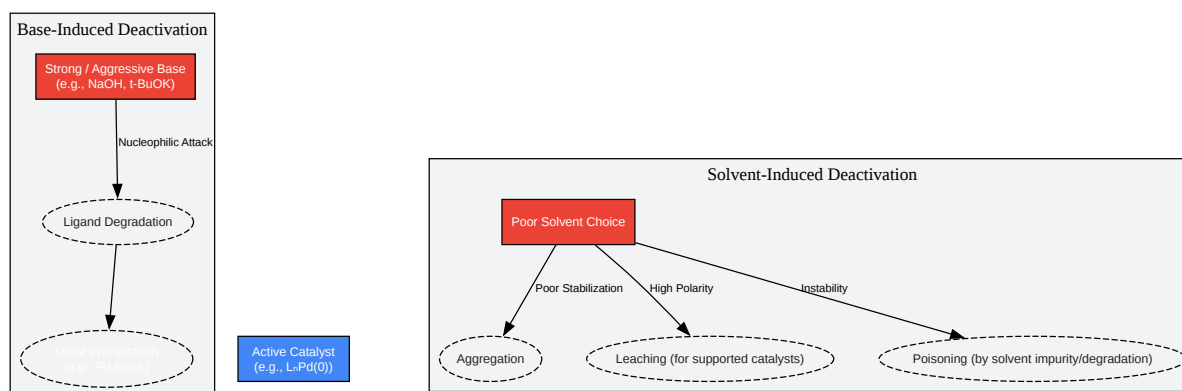 Base-Induced Deactivation
Strong / Aggressive Base
(e.g., NaOH, t-BuOK)
Nucleophilic Attack
Ligand Degradation
Metal Precipitation
(e.g., Pd Black)
Active Catalyst
(e.g., LₙPd(0))
Solvent-Induced Deactivation
Poor Solvent Choice
Poor Stabilization
High Polarity
Instability
Aggregation
Leaching (for supported catalysts)
Poisoning (by solvent impurity/degradation)